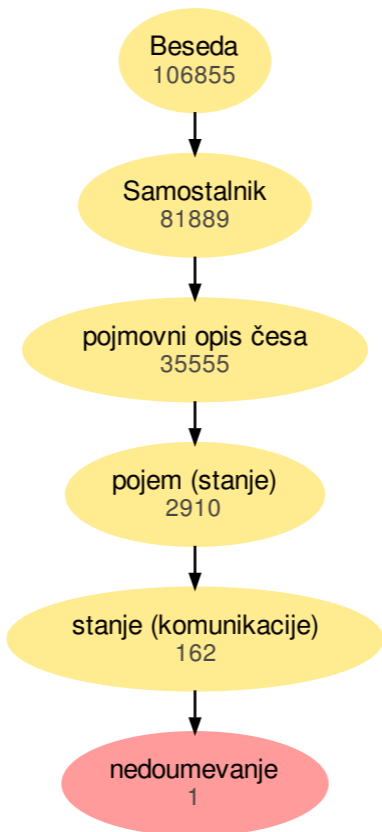 Beseda
106855
Samostalnik
81889
pojmovni opis česa
35555
pojem (stanje)
2910
stanje (komunikacije)
162
nedoumevanje
1